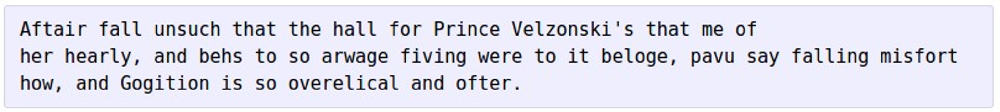 Aftair fall unsuch that the hall for Prince Velzonski's that me of
her hearly, and behs to so arwage fiving were to it beloge, pavu say falling misfort
how, and Gogition is so overelical and ofter.